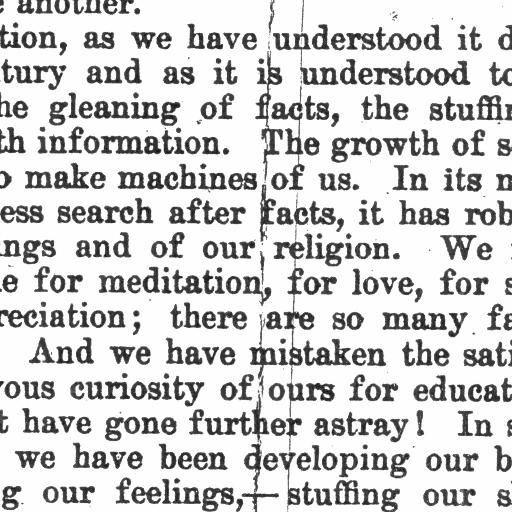 another.
tion, as we have understood it
tury and as it is understood to
he gleaning of facts, the stuffin
th information. The growth of s
o make machines of us. In its
ess search after facts, it has rob
ings and of our religion. We
e for meditation, for love, for s
reciation; there are so many fa
And we have mistaken the sati
vous curiosity of ours for educat
t have gone further astray! In s
we have been developing our b
g our feelings,—stuffing our s